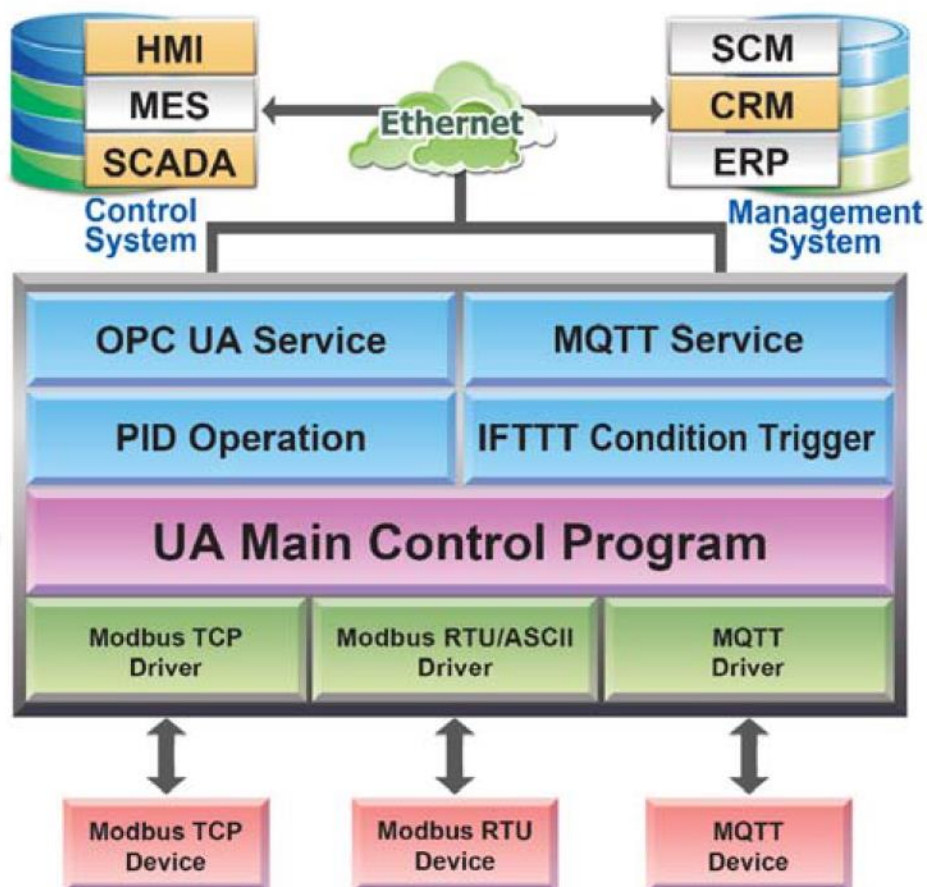 HMI
MES
SCADA
Control
System
Ethernet
SCM
CRM
ERP
Management
System
OPC UA Service
MQTT Service
PID Operation
IFTTT Condition Trigger
UA Main Control Program
Modbus TCP
Driver
Modbus RTU/ASCII
Driver
MQTT
Driver
Modbus TCP
Device
Modbus RTU
Device
MQTT
Device